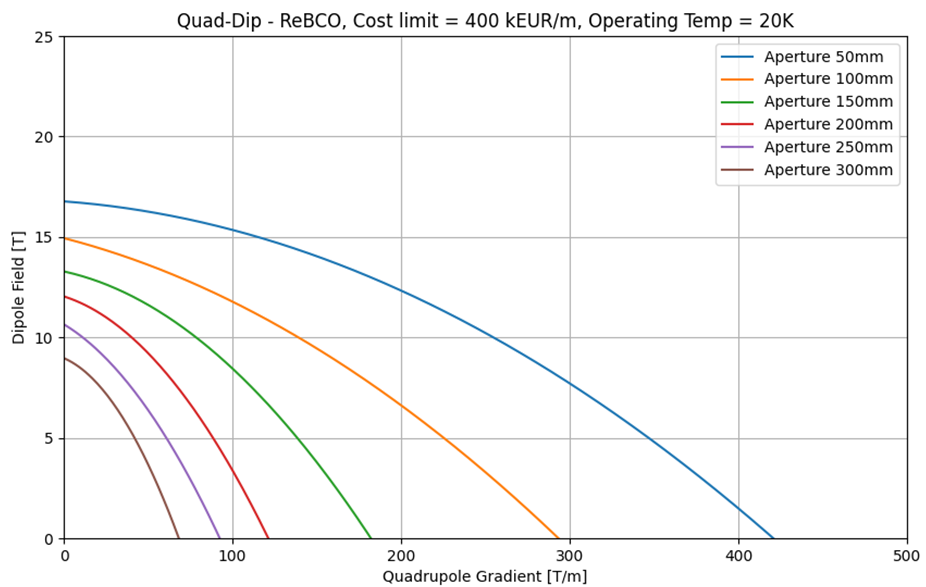 Quad-Dip - ReBCO, Cost limit = 400 kEUR/m, Operating Temp = 20K
Dipole Field [T]
25
20
15
10
5
0
Aperture 50mm
Aperture 100mm
Aperture 150mm
Aperture 200mm
Aperture 250mm
Aperture 300mm
0 100 200 300 400 500
Quadrupole Gradient [T/m]